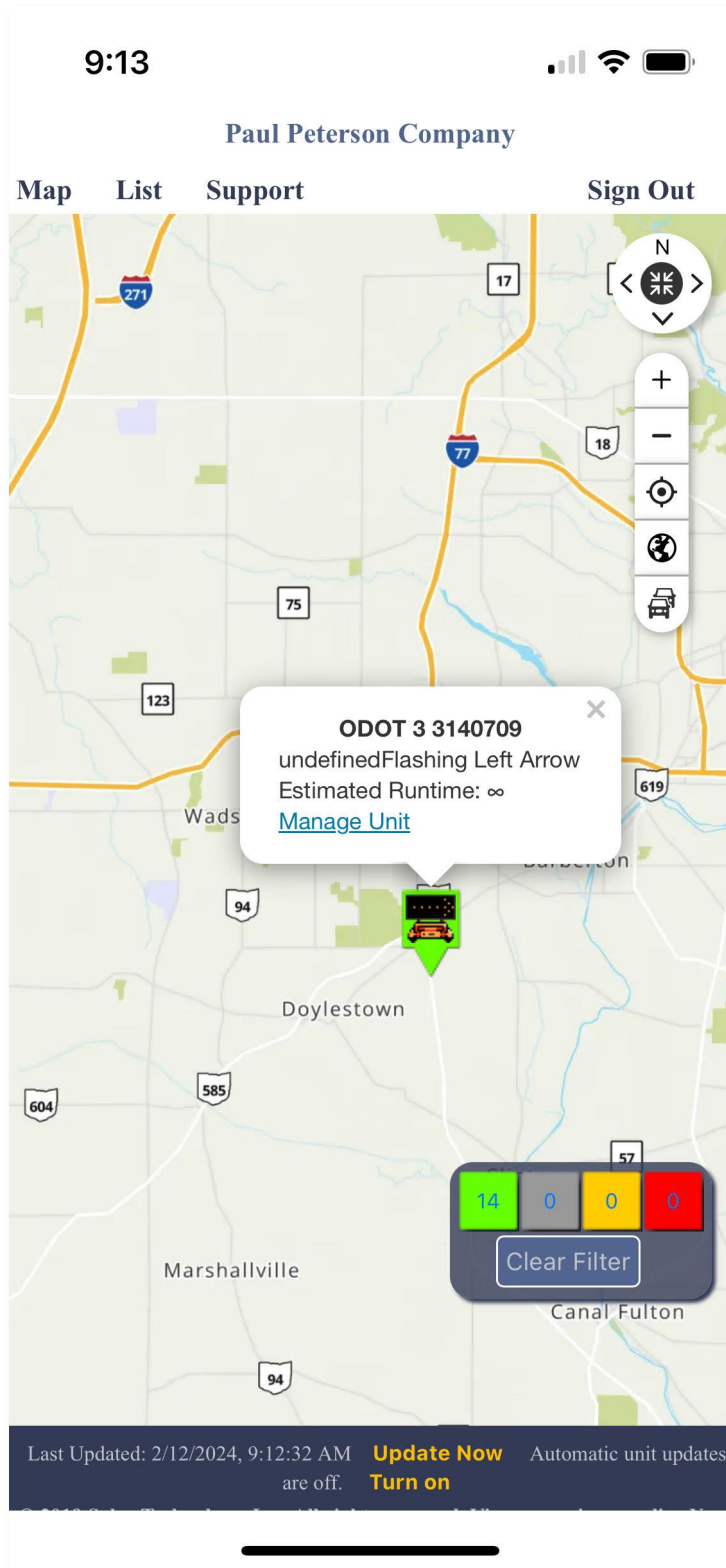 9:13
Paul Peterson Company
Map List Support Sign Out
N
271
17
77
18
75
123
ODOT 3 3140709
undefinedFlashing Left Arrow
Estimated Runtime: ∞
Manage Unit
619
Wads
Barberton
94
Doylestown
585
604
57
14 0 0 0
Clear Filter
Marshallville
Canal Fulton
94
Last Updated: 2/12/2024, 9:12:32 AM Update Now Automatic unit updates
are off. Turn on